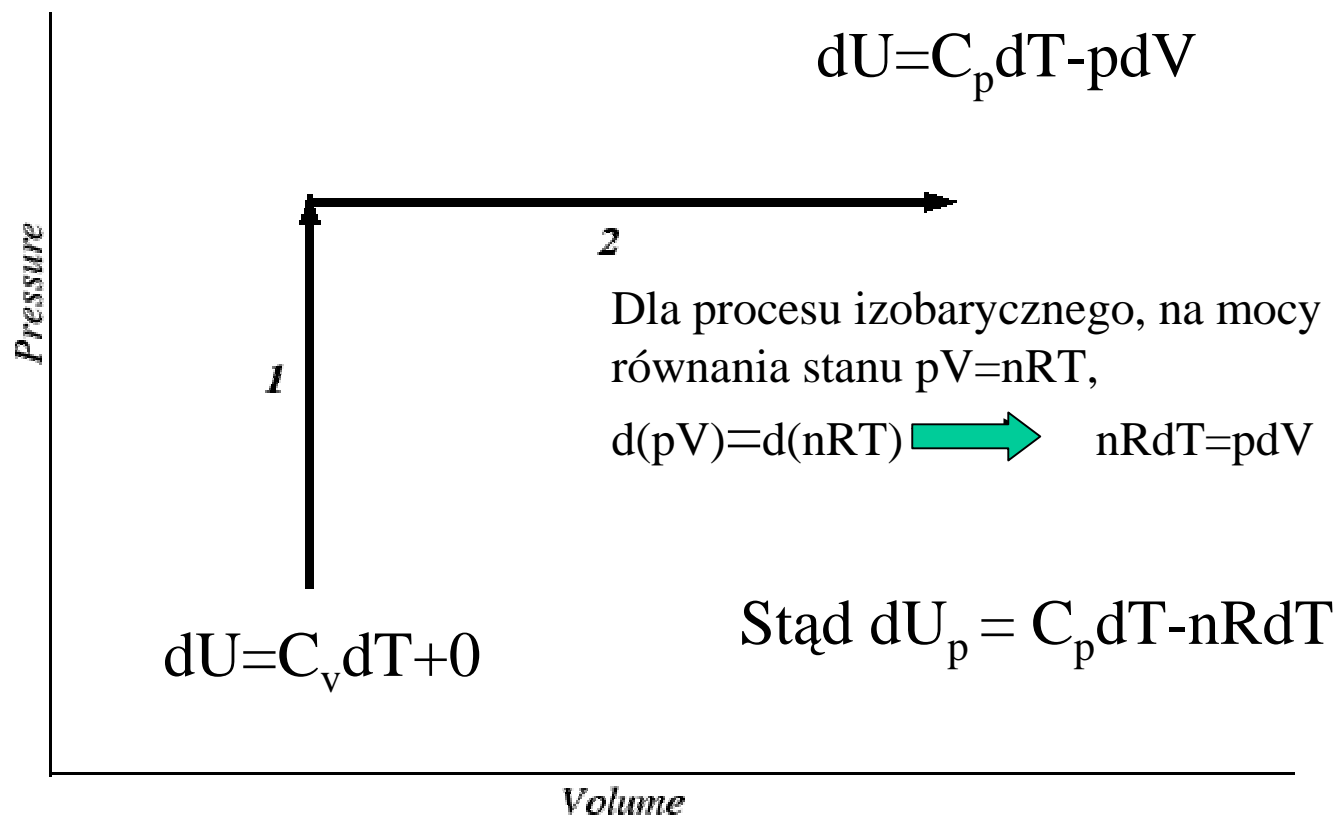 dU=CₚdT-pdV
Pressure
2
Dla procesu izobarycznego, na mocy
równania stanu pV=nRT,
1
d(pV)=d(nRT) nRdT=pdV
Stąd dUₚ = CₚdT-nRdT
dU=CᵥdT+0
Volume